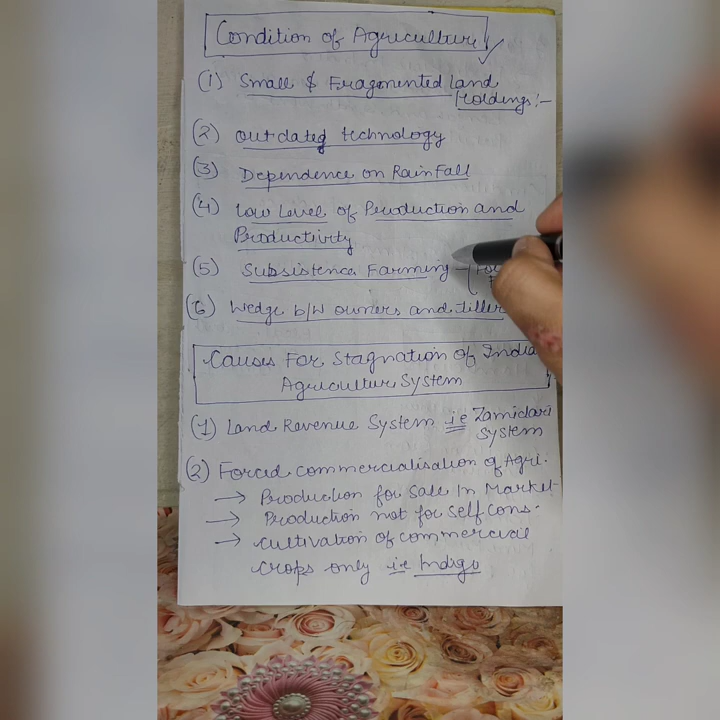 Condition of Agriculture
(1) Small & Fragmented Land
Holdings:-
(2) outdated technology
(3) Dependence on RainFall
(4) low Level of Production and
Productivity
(5) Subsistence Farming
(6) Wedge b/w owners and Tiller
Causes For Stagnation of India
Agriculture System
(1) Land Revenue System i.e Zamidari
System
(2) Forced commercialisation of Agri.
→ Production for Sale In Market
→ Production not for self cons.
→ cultivation of commercial
crops only i.e Indigo